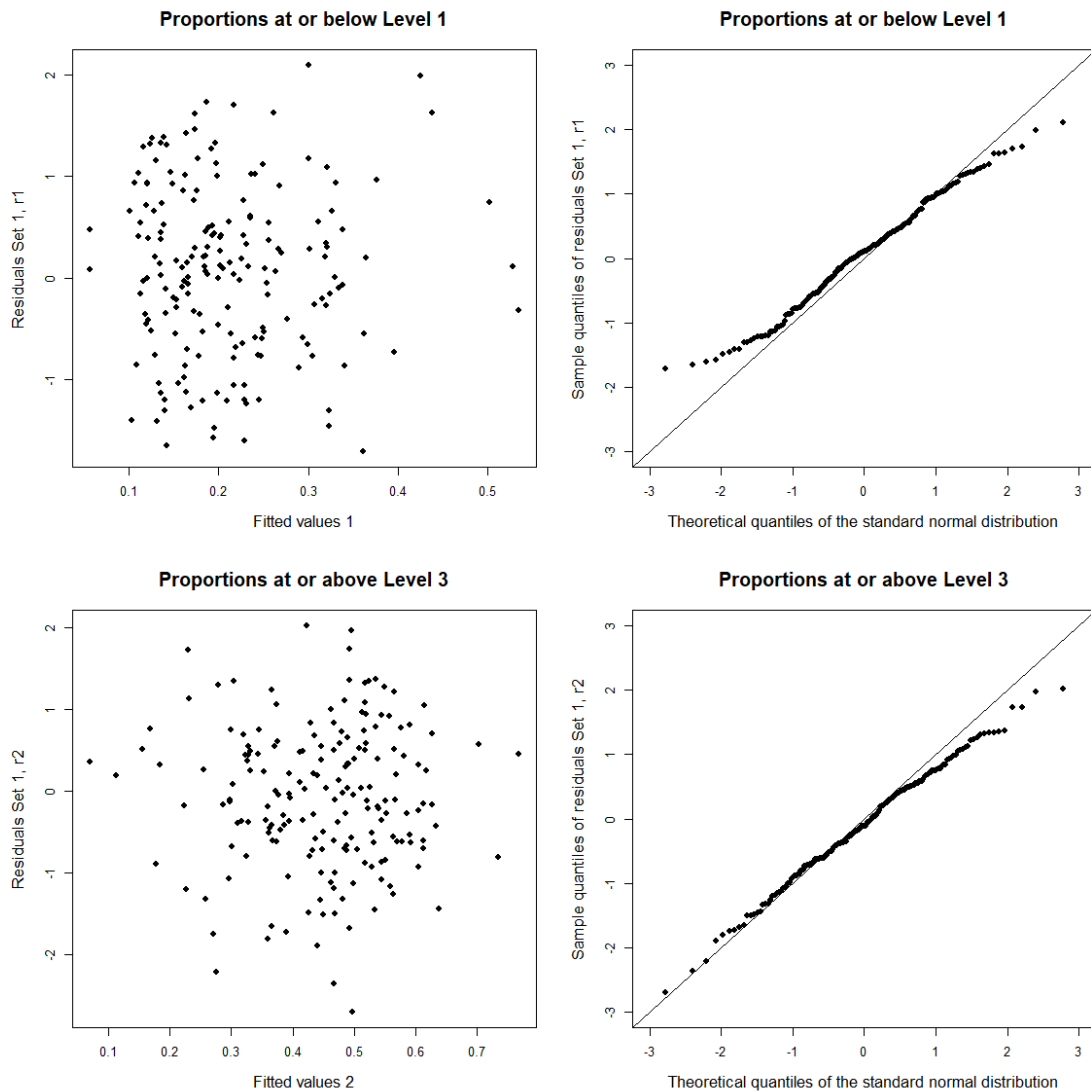 Proportions at or below Level 1
Residuals Set 1, r1
2
1
0
-1
0.1 0.2 0.3 0.4 0.5
Fitted values 1
Proportions at or below Level 1
Sample quantiles of residuals Set 1, r1
3
2
1
0
-1
-2
-3
-3 -2 -1 0 1 2 3
Theoretical quantiles of the standard normal distribution
Proportions at or above Level 3
Residuals Set 1, r2
2
1
0
-1
-2
0.1 0.2 0.3 0.4 0.5 0.6 0.7
Fitted values 2
Proportions at or above Level 3
Sample quantiles of residuals Set 1, r2
3
2
1
0
-1
-2
-3
-3 -2 -1 0 1 2 3
Theoretical quantiles of the standard normal distribution